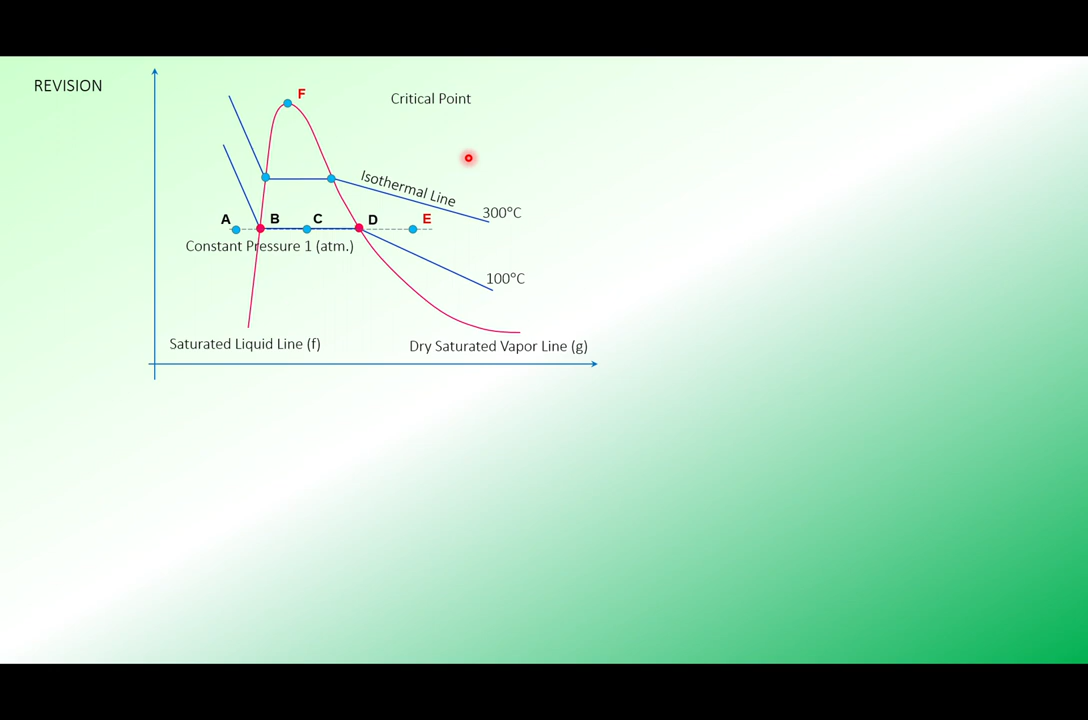 REVISION
F
Critical Point
Isothermal Line
300°C
A
B
C
D
E
Constant Pressure 1 (atm.)
100°C
Saturated Liquid Line (f)
Dry Saturated Vapor Line (g)